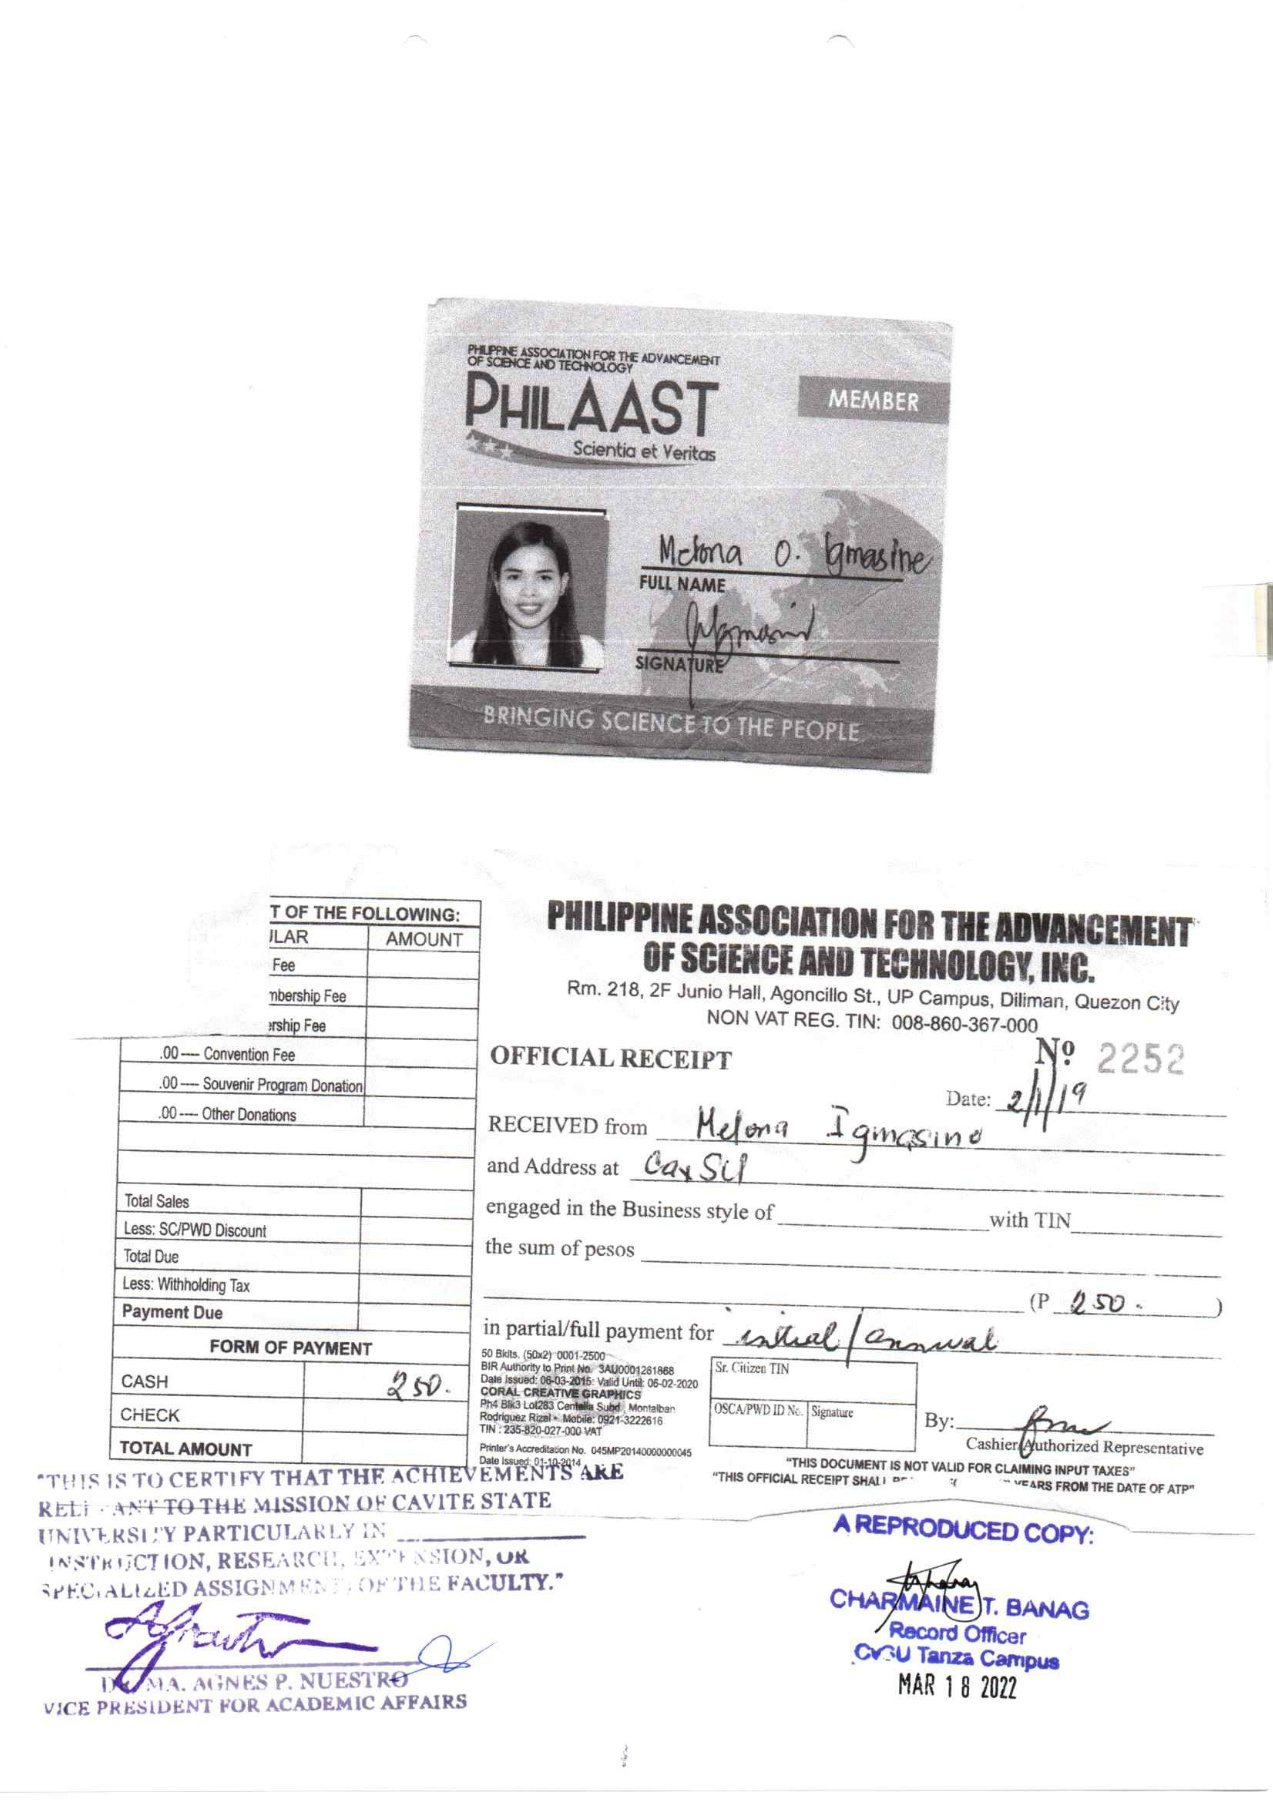 PHILIPPINE ASSOCIATION FOR THE ADVANCEMENT
OF SCIENCE AND TECHNOLOGY
PHILAAST
Scientia et Veritas
MEMBER
Melona O. Igmasine
FULL NAME
SIGNATURE
BRINGING SCIENCE TO THE PEOPLE
T OF THE FOLLOWING:
ILAR AMOUNT
Fee
mbership Fee
ership Fee
.00 --- Convention Fee
.00 --- Souvenir Program Donation
.00 --- Other Donations
Total Sales
Less: SC/PWD Discount
Total Due
Less: Withholding Tax
Payment Due
FORM OF PAYMENT
CASH 250.
CHECK
TOTAL AMOUNT
PHILIPPINE ASSOCIATION FOR THE ADVANCEMENT
OF SCIENCE AND TECHNOLOGY, INC.
Rm. 218, 2F Junio Hall, Agoncillo St., UP Campus, Diliman, Quezon City
NON VAT REG. TIN: 008-860-367-000
OFFICIAL RECEIPT Nº 2252
Date: 2/1/19
RECEIVED from Melona Igmasine
and Address at CavSU
engaged in the Business style of with TIN
the sum of pesos
(P 250. )
in partial/full payment for initial/annual
50 Bklts. (50x2) 0001-2500
BIR Authority to Print No. 3AU0001261868
Date Issued: 06-03-2015: Valid Until: 06-02-2020
CORAL CREATIVE GRAPHICS
Ph4 Blk3 Lot283 Centella Subd., Montalban
Rodriguez Rizal • Mobile: 0921-3222616
TIN : 235-820-027-000 VAT
Printer's Accreditation No. 045MP20140000000045
Date Issued: 01-10-2014
Sr. Citizen TIN
OSCA/PWD ID No. Signature
By:
Cashier/Authorized Representative
"THIS DOCUMENT IS NOT VALID FOR CLAIMING INPUT TAXES"
"THIS OFFICIAL RECEIPT SHALL YEARS FROM THE DATE OF ATP"
"THIS IS TO CERTIFY THAT THE ACHIEVEMENTS ARE
RELEVANT TO THE MISSION OF CAVITE STATE
UNIVERSITY PARTICULARLY IN
INSTRUCTION, RESEARCH, EXTENSION, OR
SPECIALIZED ASSIGNMENT OF THE FACULTY."
DR. MA. AGNES P. NUESTRO
VICE PRESIDENT FOR ACADEMIC AFFAIRS
A REPRODUCED COPY:
CHARMAINE T. BANAG
Record Officer
CvSU Tanza Campus
MAR 18 2022